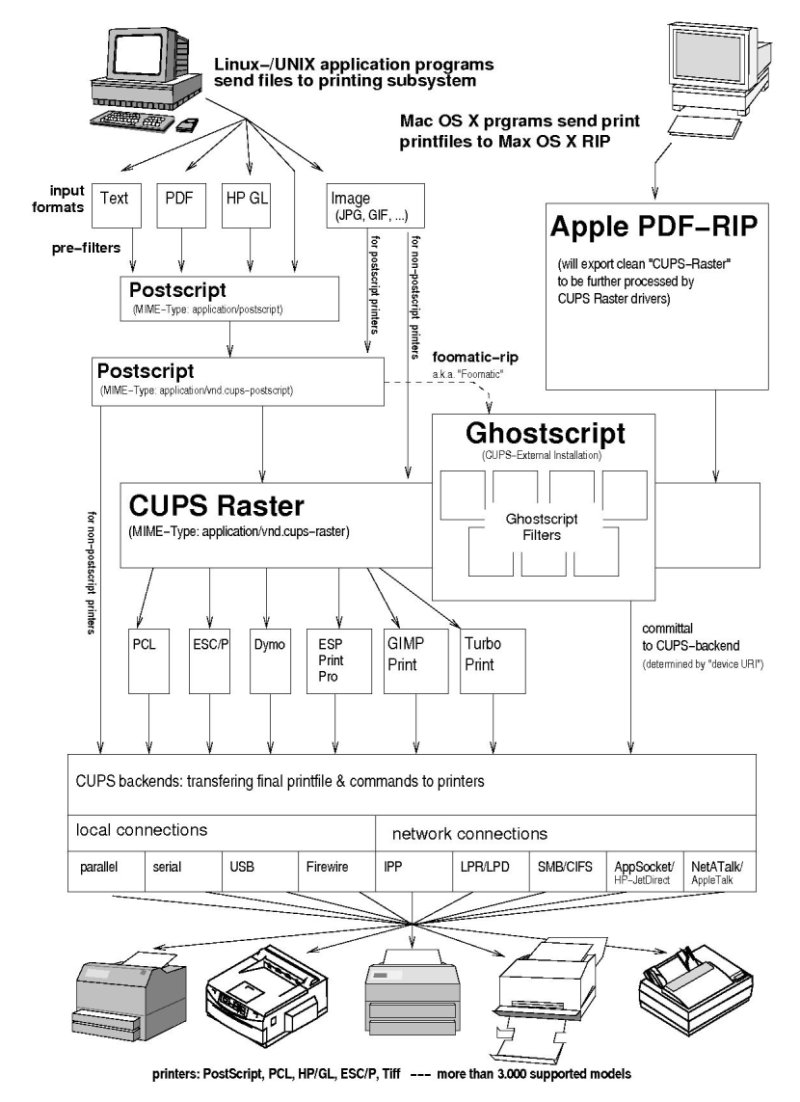 Linux-/UNIX application programs
send files to printing subsystem
Mac OS X prgrams send print
printfiles to Max OS X RIP
input
formats
Text
PDF
HP GL
Image
(JPG, GIF, ...)
pre-filters
for postscript printers
for non-postscript printers
Apple PDF-RIP
(will export clean "CUPS-Raster"
to be further processed by
CUPS Raster drivers)
Postscript
(MIME-Type: application/postscript)
Postscript
(MIME-Type: application/vnd.cups-postscript)
foomatic-rip
a.k.a. "Foomatic"
Ghostscript
(CUPS-External Installation)
Ghostscript
Filters
CUPS Raster
(MIME-Type: application/vnd.cups-raster)
for non-postscript printers
PCL
ESC/P
Dymo
ESP
Print
Pro
GIMP
Print
Turbo
Print
committal
to CUPS-backend
(determined by "device URI")
CUPS backends: transfering final printfile & commands to printers
local connections
network connections
parallel
serial
USB
Firewire
IPP
LPR/LPD
SMB/CIFS
AppSocket/
HP-JetDirect
NetATalk/
AppleTalk
printers: PostScript, PCL, HP/GL, ESC/P, Tiff --- more than 3.000 supported models